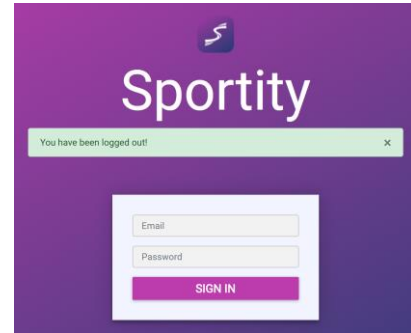 Sportity
You have been logged out! ×
Email
Password
SIGN IN